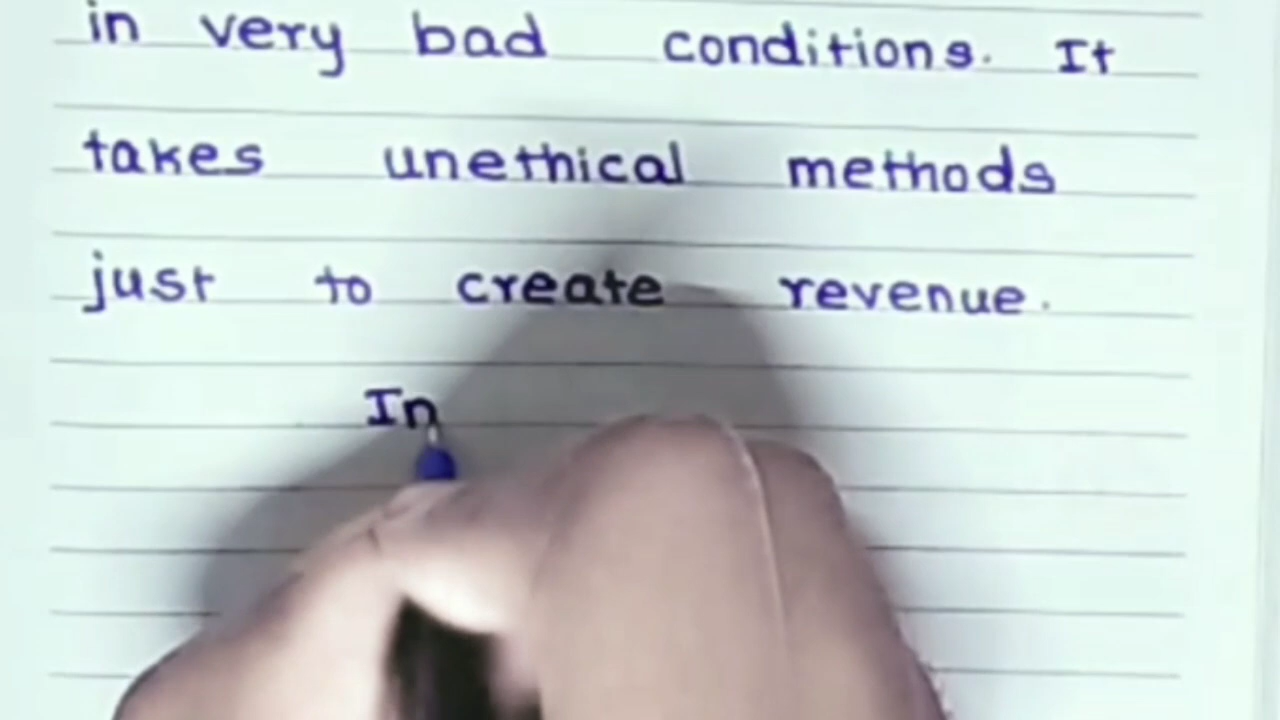 in very bad conditions. It
takes unethical methods
just to create revenue.
In